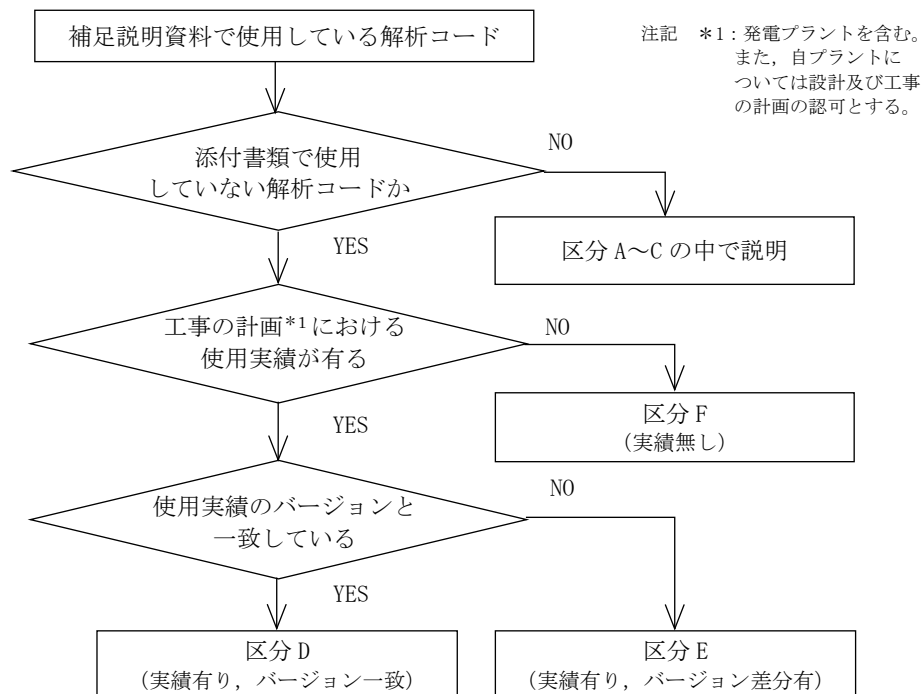 補足説明資料で使用している解析コード
注記 *1：発電プラントを含む。
また，自プラントに
ついては設計及び工事
の計画の認可とする。
添付書類で使用
していない解析コードか
NO
YES
区分 A～C の中で説明
工事の計画*1における
使用実績が有る
NO
YES
区分 F
（実績無し）
使用実績のバージョンと
一致している
NO
YES
区分 D
（実績有り，バージョン一致）
区分 E
（実績有り，バージョン差分有）